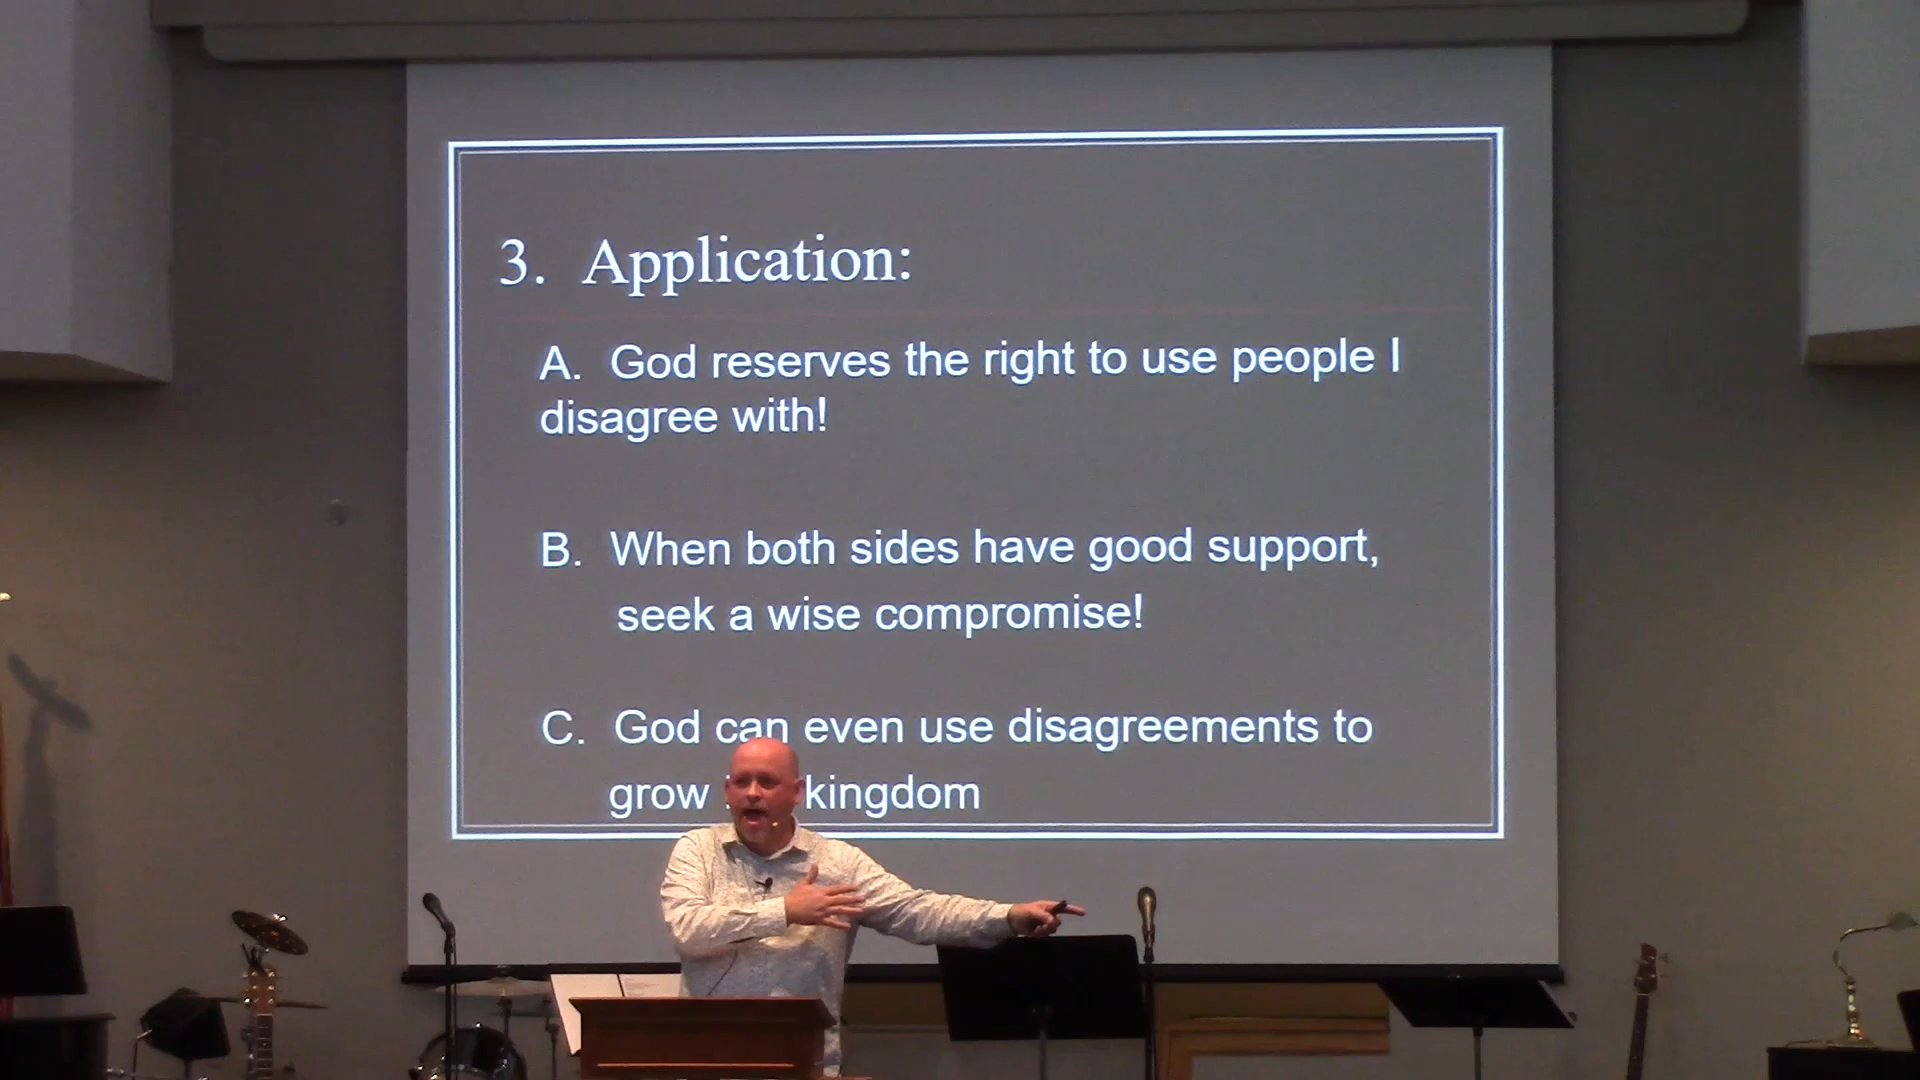 3. Application:
A. God reserves the right to use people I
disagree with!
B. When both sides have good support,
seek a wise compromise!
C. God can even use disagreements to
grow kingdom